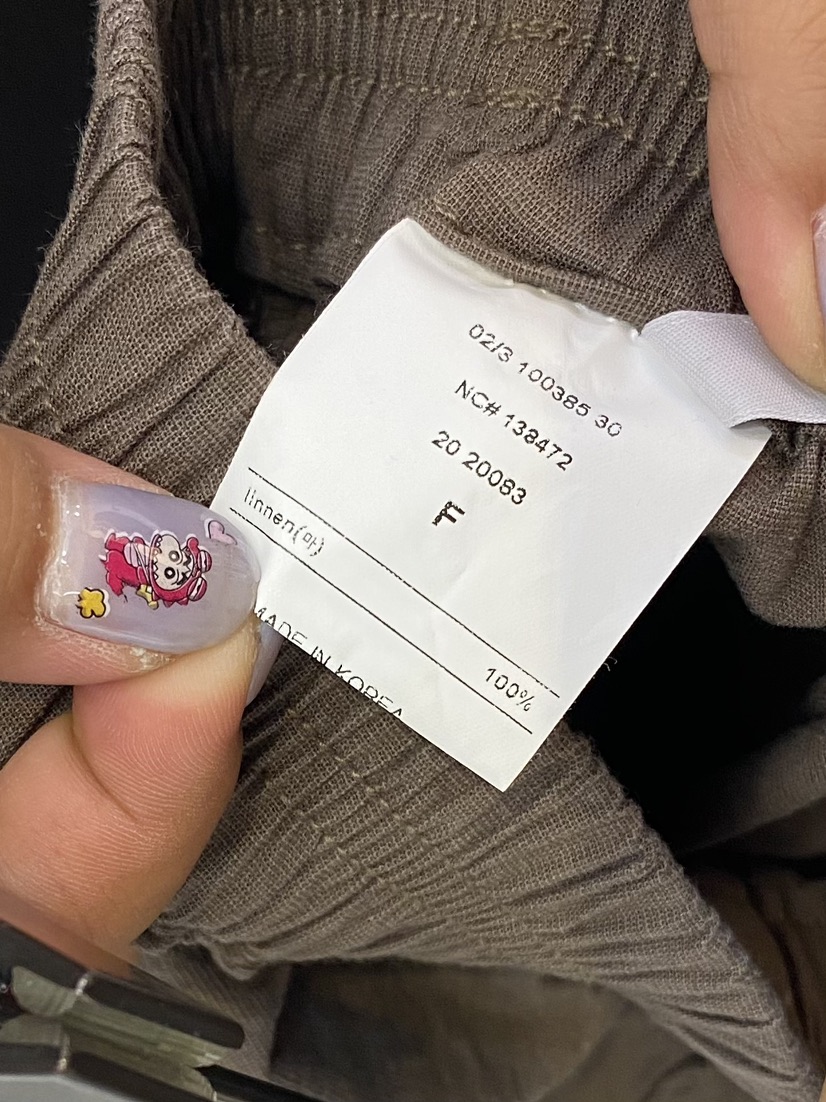 02/3 100385 30
NC# 138472
20 20083
F
linnen(마) 100%
MADE IN KOREA